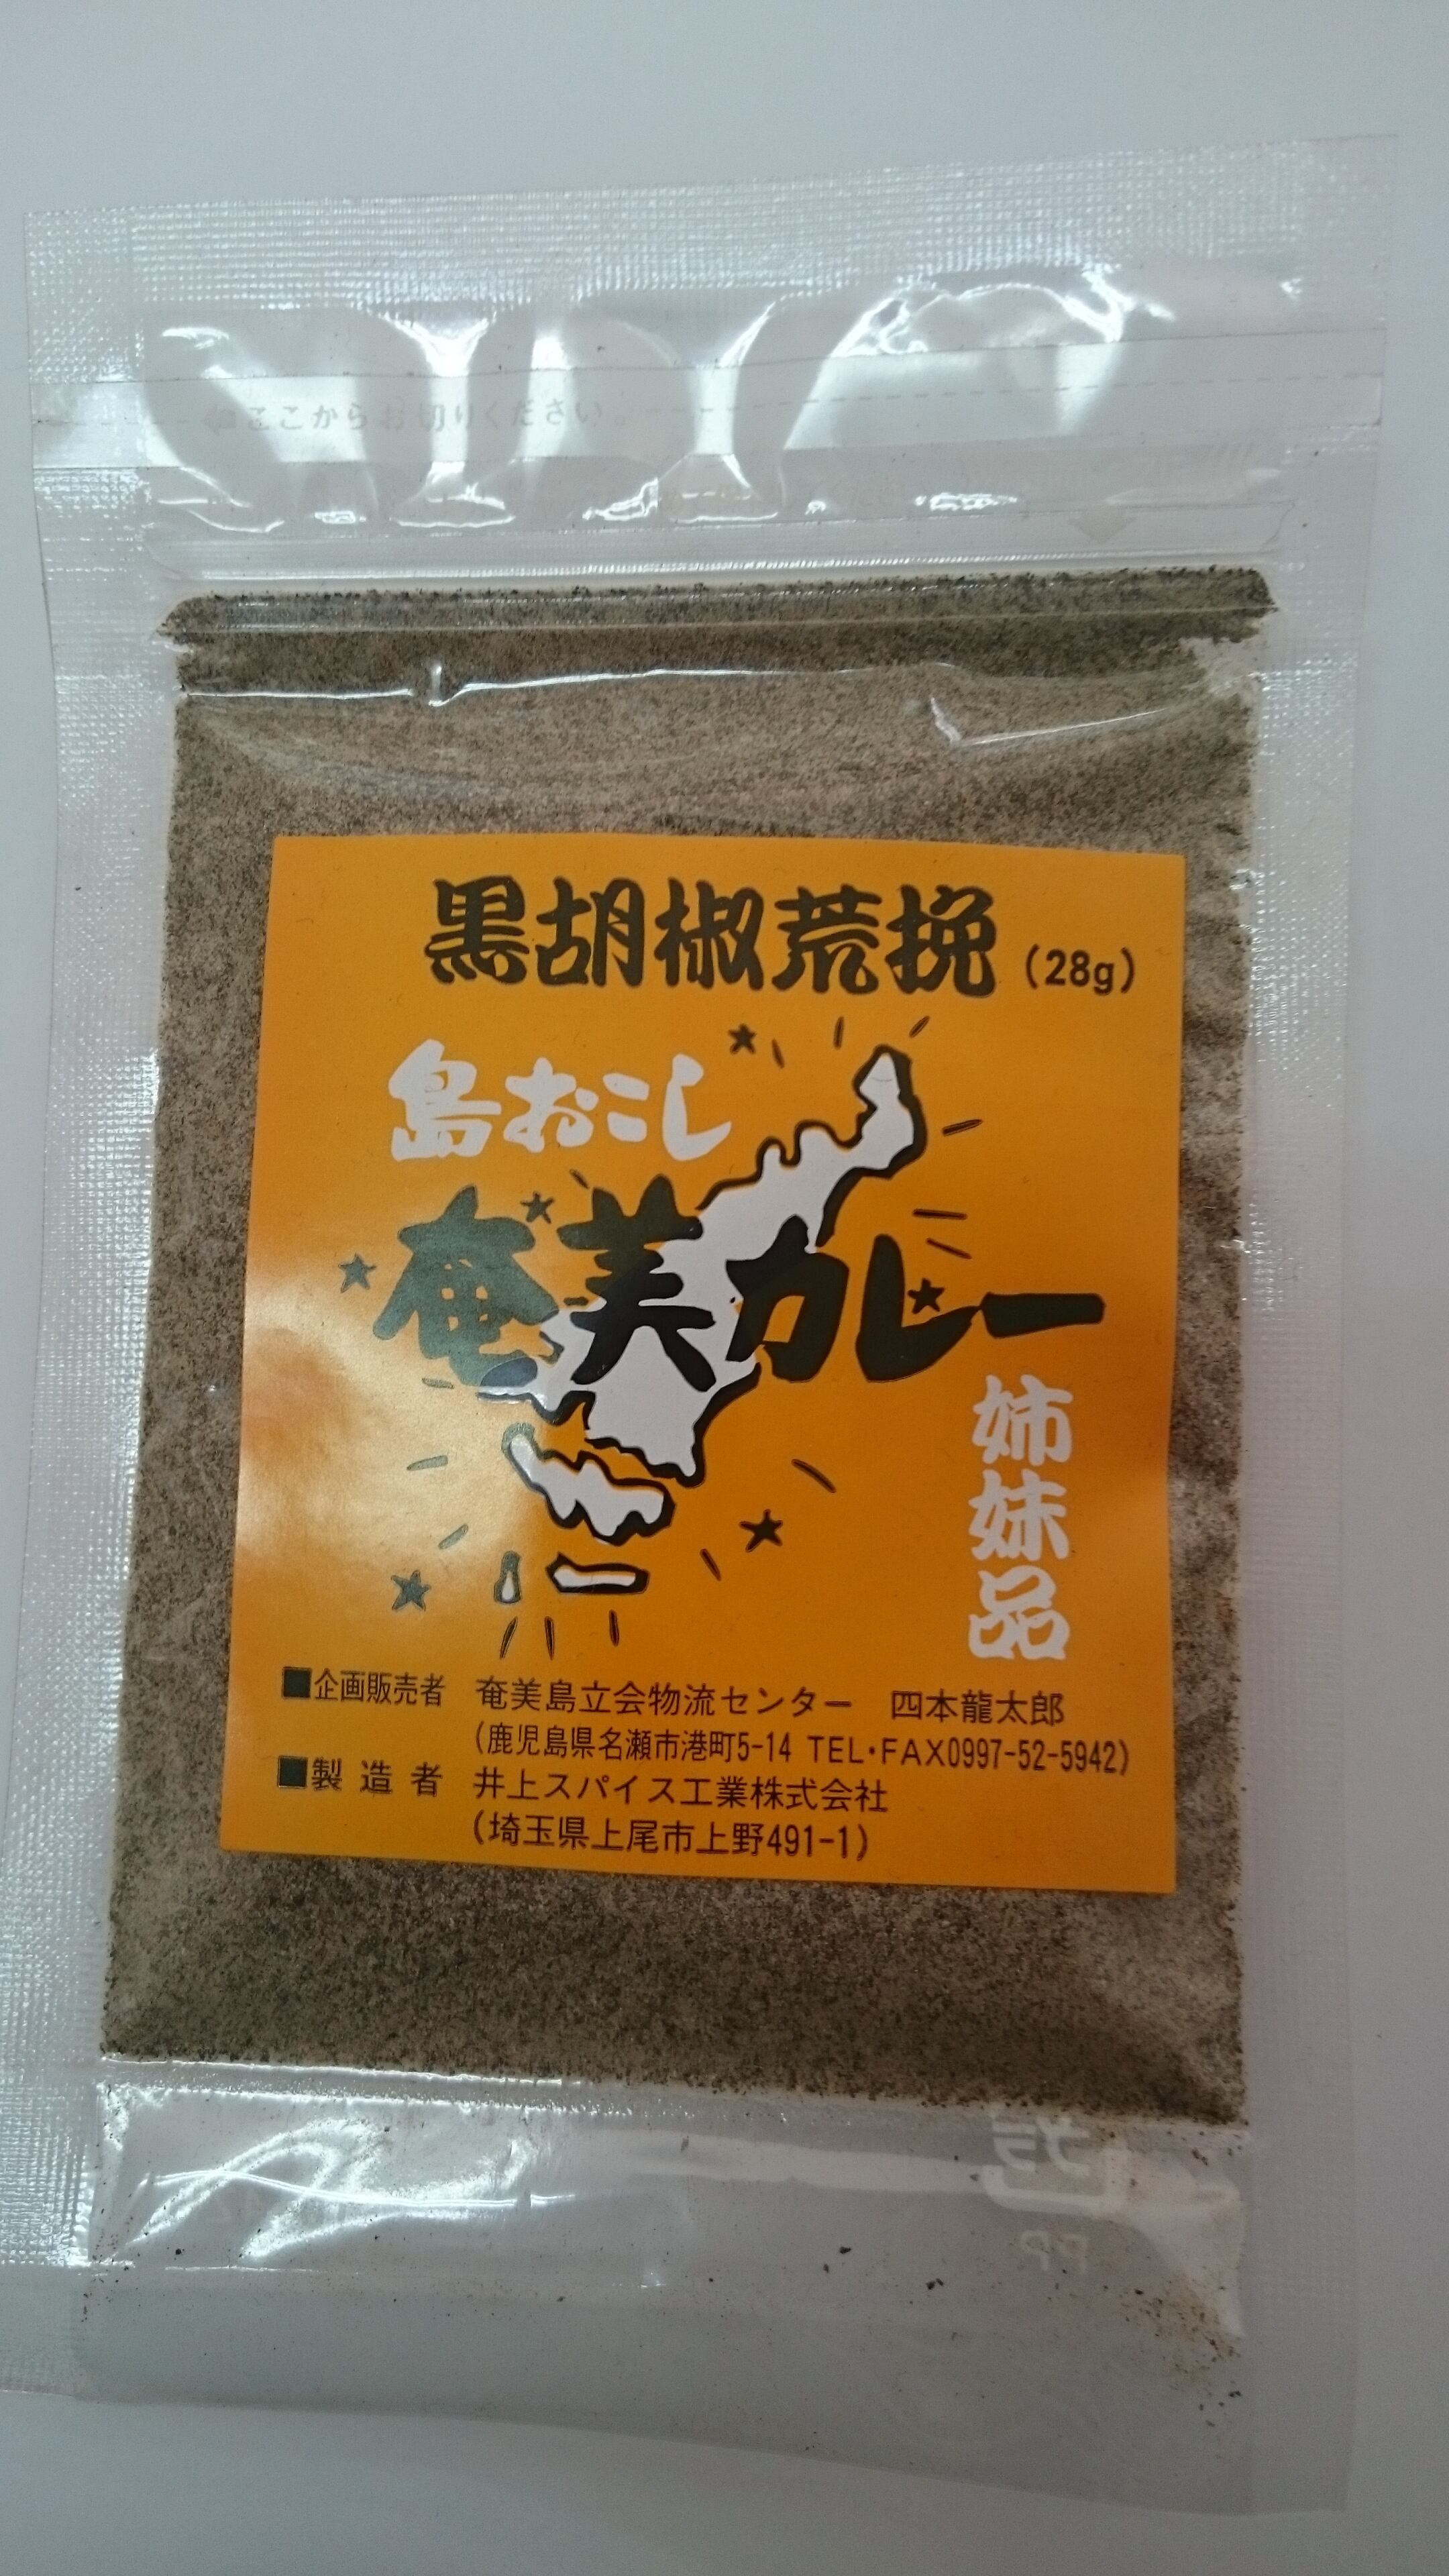 ここからお切りください。
黒胡椒荒挽 (28g)
島おこし
奄美カレー
姉妹品
■企画販売者 奄美島立会物流センター 四本龍太郎
(鹿児島県名瀬市港町5-14 TEL・FAX0997-52-5942)
■製造者 井上スパイス工業株式会社
(埼玉県上尾市上野491-1)
プラ
PP